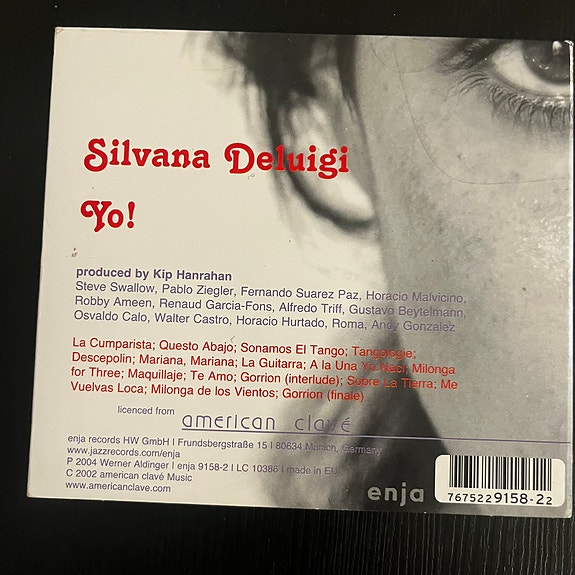 Silvana Deluigi
Yo!
produced by Kip Hanrahan
Steve Swallow, Pablo Ziegler, Fernando Suarez Paz, Horacio Malvicino,
Robby Ameen, Renaud Garcia-Fons, Alfredo Triff, Gustavo Beytelmann,
Osvaldo Calo, Walter Castro, Horacio Hurtado, Roma, Andy Gonzalez
La Cumparista; Questo Abajo; Sonamos El Tango; Tangologie;
Descepolin; Mariana, Mariana; La Guitarra; A la Una Yo Naci; Milonga
for Three; Maquillaje; Te Amo; Gorrion (interlude); Sobre La Tierra; Me
Vuelvas Loca; Milonga de los Vientos; Gorrion (finale)
licenced from american clavé
enja records HW GmbH I Frundsbergstraße 15 I 80634 Munich, Germany
www.jazzrecords.com/enja
P 2004 Werner Aldinger I enja 9158-2 I LC 10386 I made in EU
C 2002 american clavé Music
www.americanclave.com
enja
767522 9158-2 2